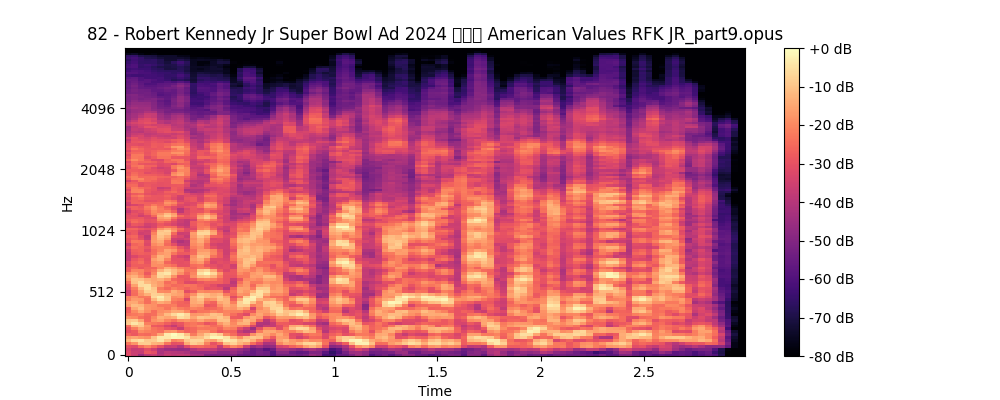 82 - Robert Kennedy Jr Super Bowl Ad 2024 　 American Values RFK JR_part9.opus
+0 dB
4096
-10 dB
-20 dB
2048
-30 dB
Hz
-40 dB
1024
-50 dB
512
-60 dB
-70 dB
0
-80 dB
0 0.5 1 1.5 2 2.5
Time